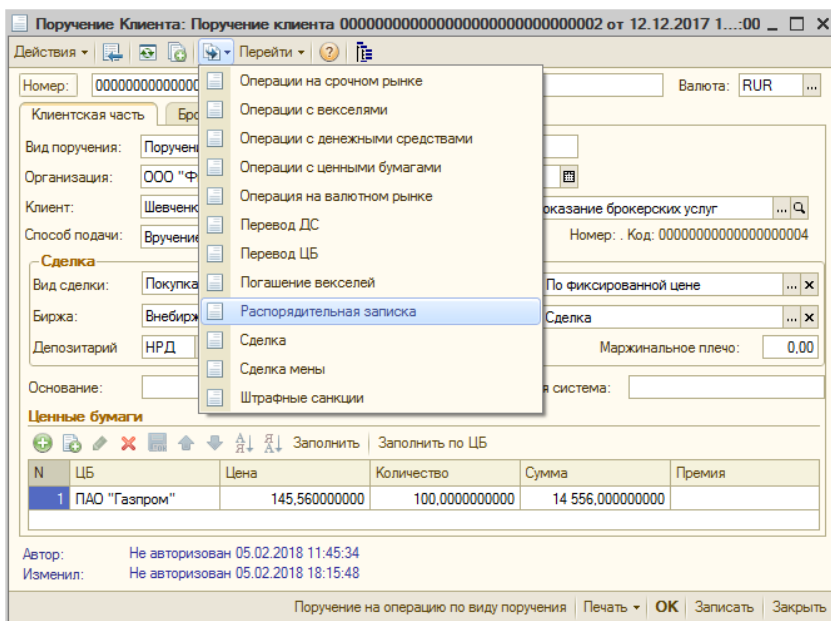 Поручение Клиента: Поручение клиента 0000000000000000000000000000002 от 12.12.2017 1...:00
Действия Перейти
Номер: 00000000000000 Валюта: RUR ...
Клиентская часть Бро
Вид поручения: Поручен
Организация: ООО "Ф
Клиент: Шевченк оказание брокерских услуг ...
Способ подачи: Вручение Номер: . Код: 00000000000000000004
Сделка
Вид сделки: Покупка По фиксированной цене ...
Биржа: Внебирж Сделка ...
Депозитарий НРД Маржинальное плечо: 0,00
Основание: я система:
Операции на срочном рынке
Операции с векселями
Операции с денежными средствами
Операции с ценными бумагами
Операция на валютном рынке
Перевод ДС
Перевод ЦБ
Погашение векселей
Распорядительная записка
Сделка
Сделка мены
Штрафные санкции
Ценные бумаги
Заполнить Заполнить по ЦБ
N ЦБ Цена Количество Сумма Премия
1 ПАО "Газпром" 145,560000000 100,0000000000 14 556,000000000
Автор: Не авторизован 05.02.2018 11:45:34
Изменил: Не авторизован 05.02.2018 18:15:48
Поручение на операцию по виду поручения Печать OK Записать Закрыть